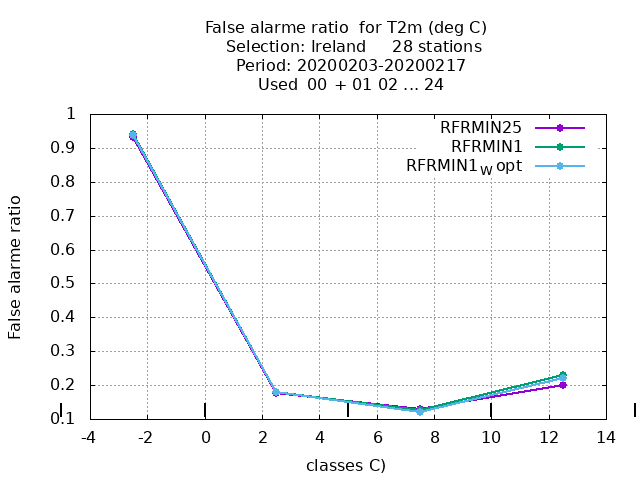 False alarme ratio  for T2m (deg C)
Selection: Ireland     28 stations
Period: 20200203-20200217
Used  00  + 01 02 ... 24
RFRMIN25
RFRMIN1
RFRMIN1W opt
False alarme ratio
1
0.9
0.8
0.7
0.6
0.5
0.4
0.3
0.2
0.1
-4 -2 0 2 4 6 8 10 12 14
classes C)